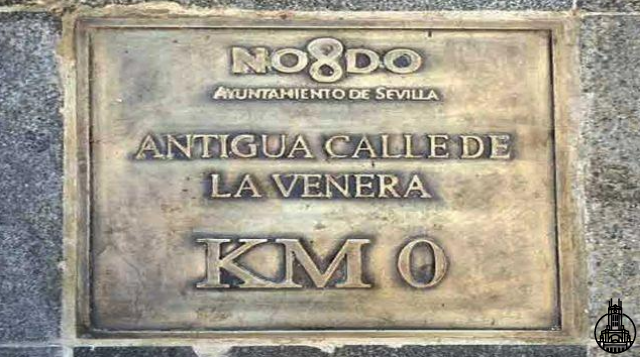 NO8DO
AYUNTAMIENTO DE SEVILLA
ANTIGUA CALLE DE
LA VENERA
KM 0